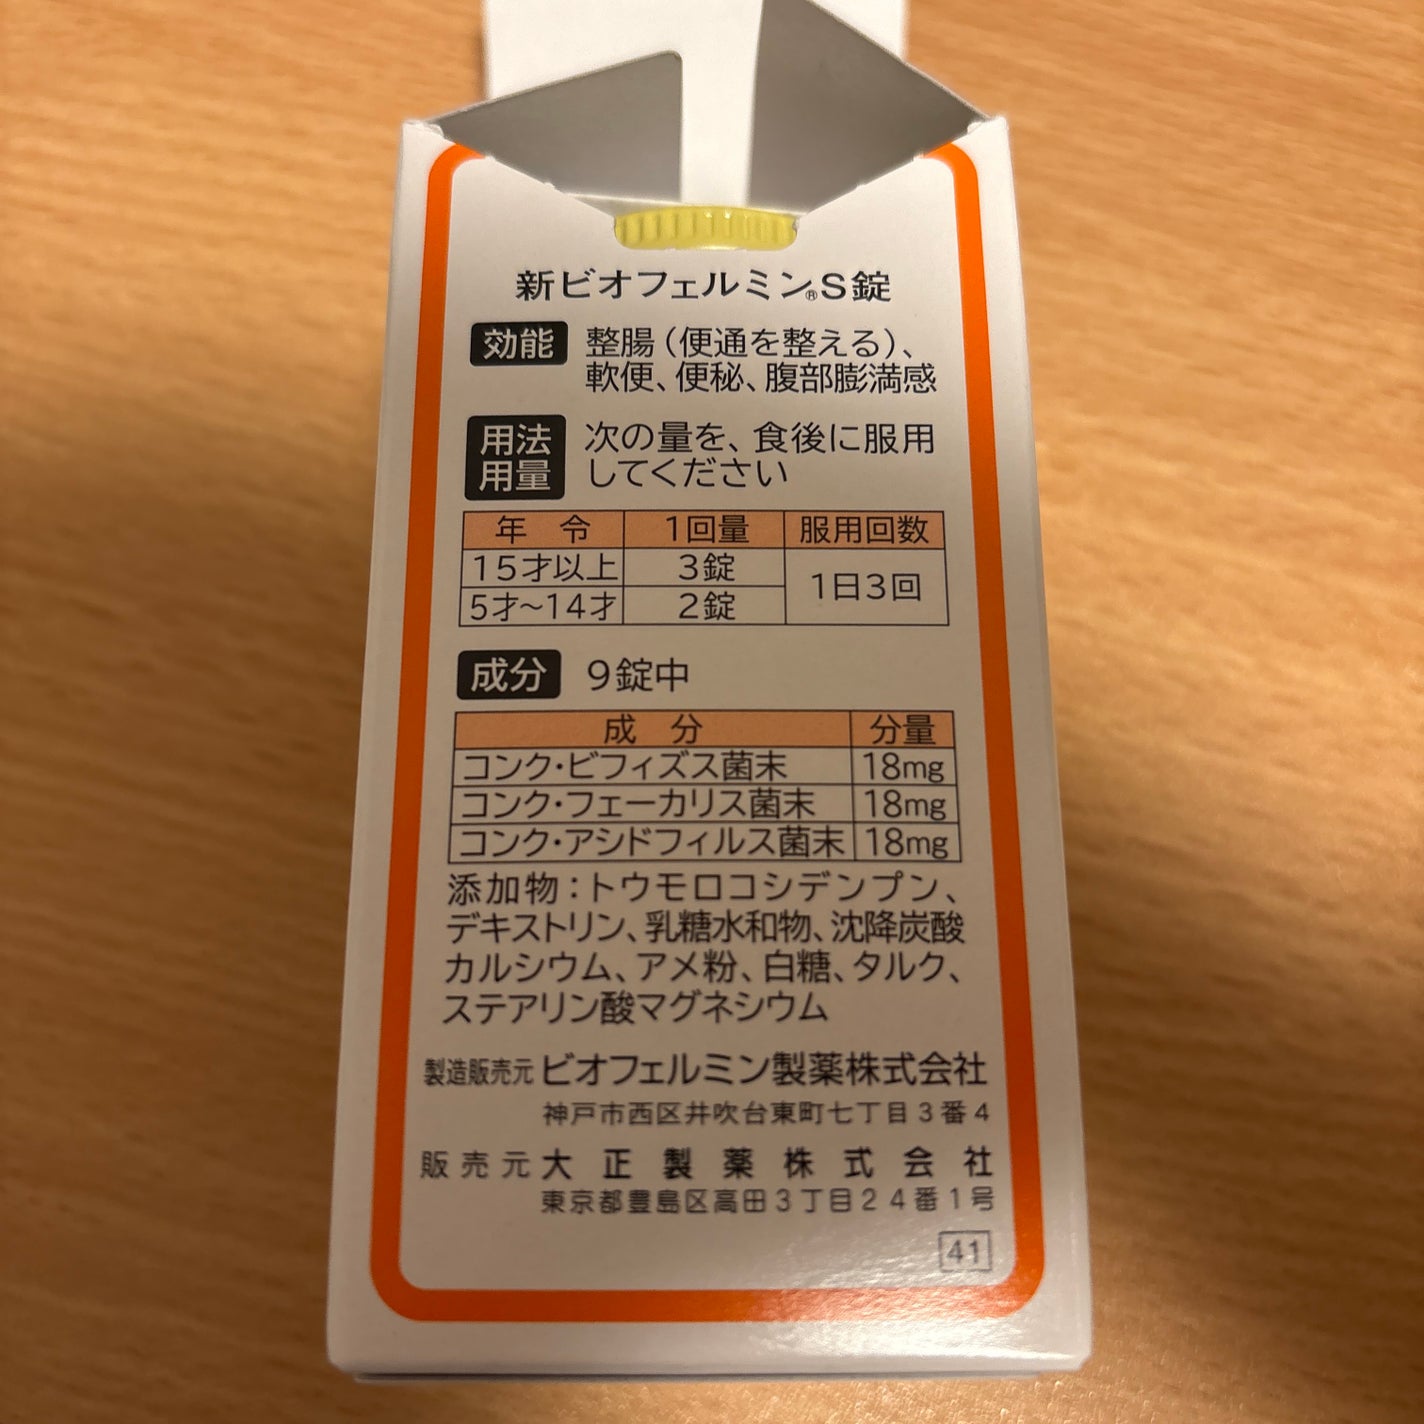 新ビオフェルミン®S錠
効能 整腸（便通を整える）、
軟便、便秘、腹部膨満感
用法 次の量を、食後に服用
用量 してください
年 令 1回量 服用回数
15才以上 3錠 1日3回
5才～14才 2錠
成分 9錠中
成 分 分量
コンク・ビフィズス菌末 18mg
コンク・フェーカリス菌末 18mg
コンク・アシドフィルス菌末 18mg
添加物：トウモロコシデンプン、
デキストリン、乳糖水和物、沈降炭酸
カルシウム、アメ粉、白糖、タルク、
ステアリン酸マグネシウム
製造販売元 ビオフェルミン製薬株式会社
神戸市西区井吹台東町七丁目3番4
販売元 大正製薬株式会社
東京都豊島区高田3丁目24番1号
41